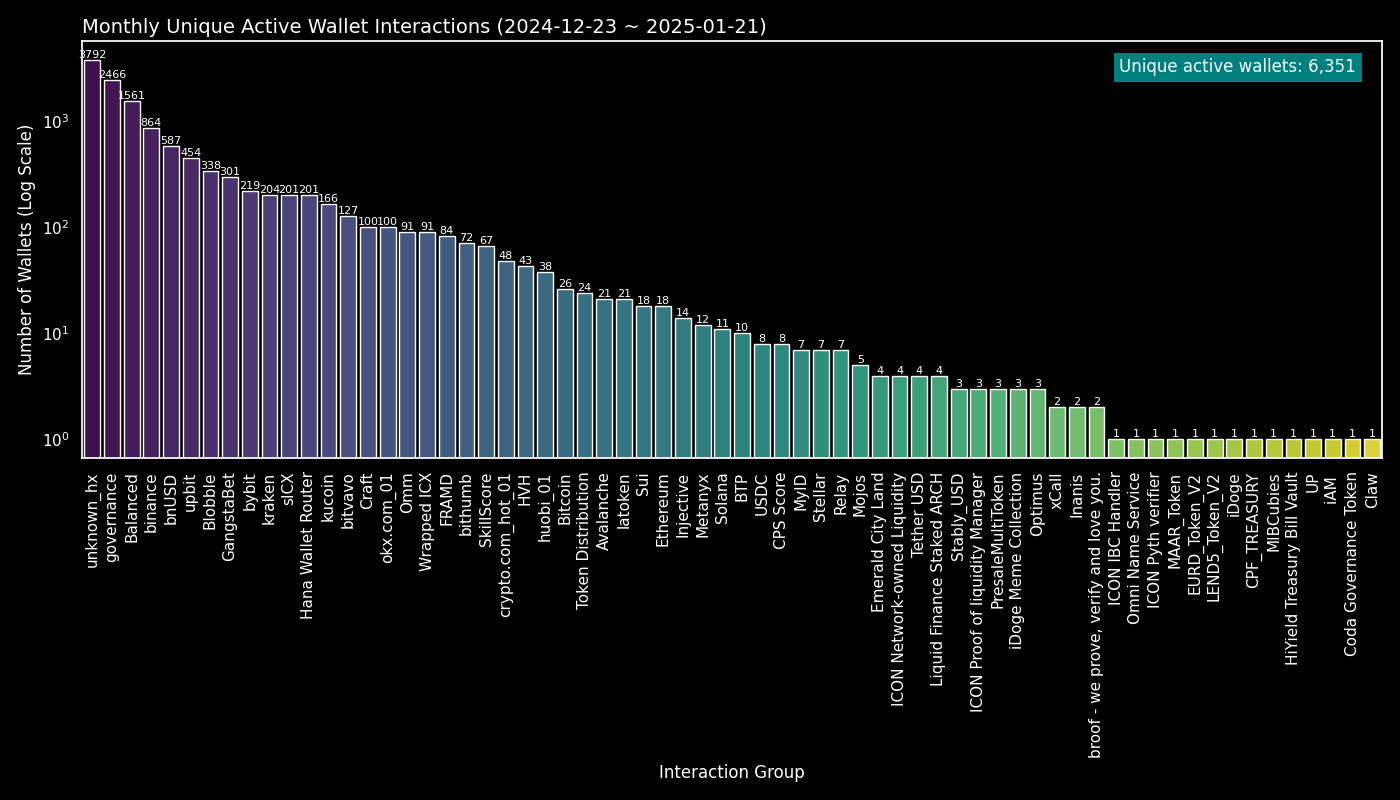 Monthly Unique Active Wallet Interactions (2024-12-23 ~ 2025-01-21)
Unique active wallets: 6,351
Number of Wallets (Log Scale)
10³
10²
10¹
10⁰
3792
2466
1561
864
587
454
338
301
219
204
201
201
166
127
100
100
91
91
84
72
67
48
43
38
26
24
21
21
18
18
14
12
11
10
8
8
7
7
7
5
4
4
4
4
3
3
3
3
3
2
2
2
1
1
1
1
1
1
1
1
1
1
1
1
1
1
unknown_hx
governance
Balanced
binance
bnUSD
upbit
Blobble
GangstaBet
bybit
kraken
sICX
Hana Wallet Router
kucoin
bitvavo
Craft
okx.com_01
Omm
Wrapped ICX
FRAMD
bithumb
SkillScore
crypto.com_hot_01
HVH
huobi_01
Bitcoin
Token Distribution
Avalanche
latoken
Sui
Ethereum
Injective
Metanyx
Solana
BTP
USDC
CPS Score
MyID
Stellar
Relay
Mojos
Emerald City Land
ICON Network-owned Liquidity
Tether USD
Liquid Finance Staked ARCH
Stably_USD
ICON Proof of liquidity Manager
PresaleMultiToken
iDoge Meme Collection
Optimus
xCall
Inanis
broof - we prove, verify and love you.
ICON IBC Handler
Omni Name Service
ICON Pyth verifier
MAAR_Token
EURD_Token_V2
LEND5_Token_V2
iDoge
CPF_TREASURY
MIBCubies
HiYield Treasury Bill Vault
UP
iAM
Coda Governance Token
Claw
Interaction Group